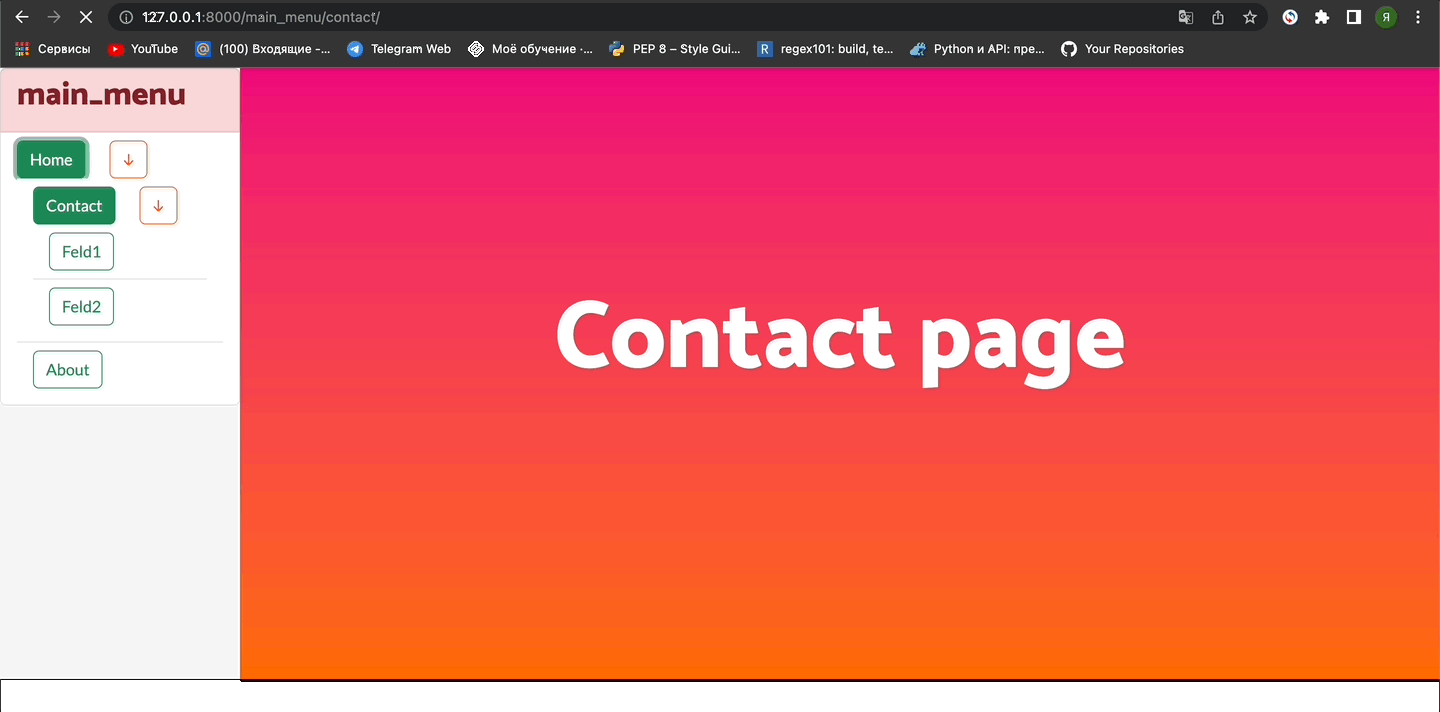 127.0.0.1:8000/main_menu/contact/
Я
Сервисы YouTube (100) Входящие -... Telegram Web Моё обучение ·... PEP 8 – Style Gui... R regex101: build, te... Python и API: пре... Your Repositories
main_menu
Home ↓
Contact ↓
Feld1
Feld2
About
Contact page